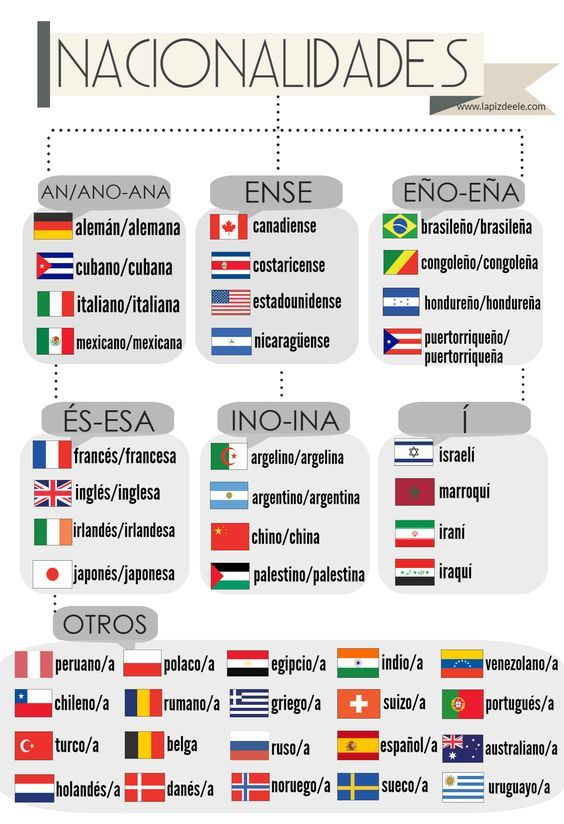 NACIONALIDADES
www.lapizdeele.com
AN/ANO-ANA
alemán/alemana
cubano/cubana
italiano/italiana
mexicano/mexicana
ENSE
canadiense
costaricense
estadounidense
nicaragüense
EÑO-EÑA
brasileño/brasileña
congoleño/congoleña
hondureño/hondureña
puertorriqueño/
puertorriqueña
ÉS-ESA
francés/francesa
inglés/inglesa
irlandés/irlandesa
japonés/japonesa
INO-INA
argelino/argelina
argentino/argentina
chino/china
palestino/palestina
Í
israelí
marroquí
iraní
iraquí
OTROS
peruano/a polaco/a egipcio/a indio/a venezolano/a
chileno/a rumano/a griego/a suizo/a portugués/a
turco/a belga ruso/a español/a australiano/a
holandés/a danés/a noruego/a sueco/a uruguayo/a